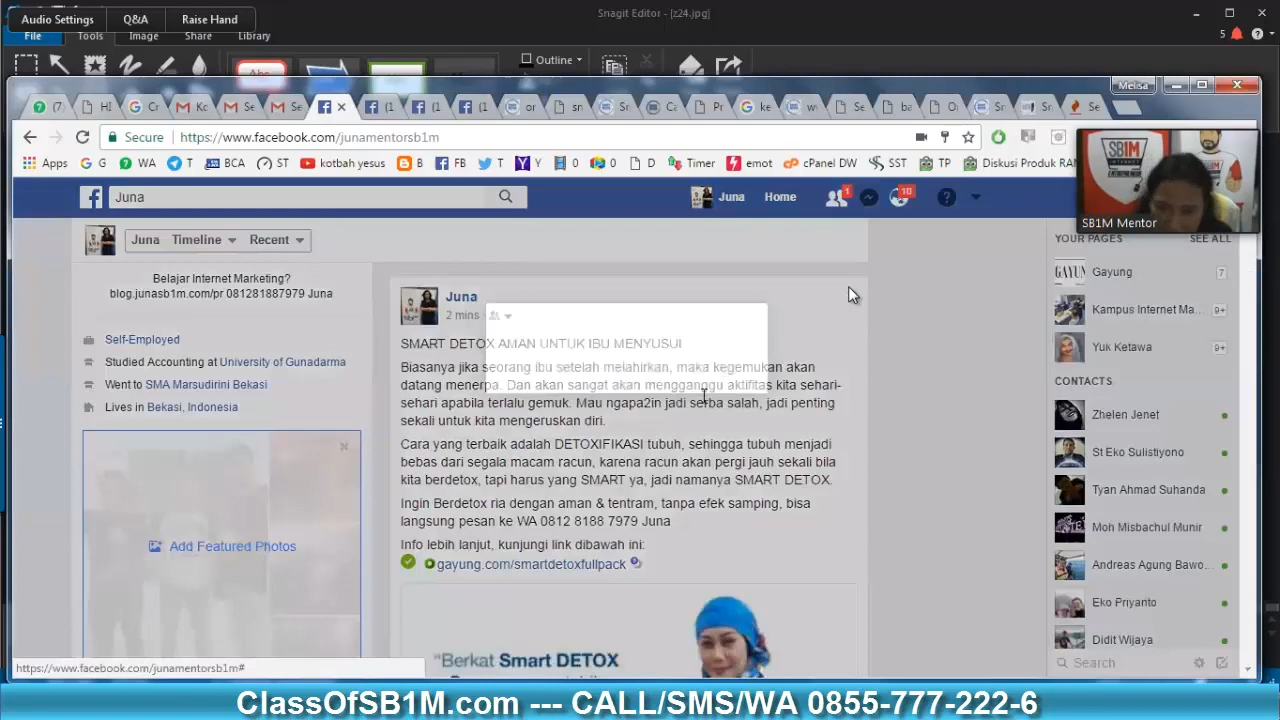 Audio Settings
Q&A
Raise Hand
Snagit Editor - [z24.jpg]
File
Tools
Image
Share
Library
5
Outline
Melisa
Secure
https://www.facebook.com/junamentorsb1m
Apps
G
WA
T
BCA
ST
kotbah yesus
B
FB
T
Y
0
0
D
Timer
emot
cPanel DW
SST
TP
Diskusi Produk RAN
SB1M
SB1M Mentor
Juna
Juna
Home
1
10
Juna
Timeline
Recent
YOUR PAGES
SEE ALL
Belajar Internet Marketing?
blog.junasb1m.com/pr 081281887979 Juna
Self-Employed
Studied Accounting at University of Gunadarma
Went to SMA Marsudirini Bekasi
Lives in Bekasi, Indonesia
Add Featured Photos
Juna
2 mins
SMART DETOX AMAN UNTUK IBU MENYUSUI
Biasanya jika seorang ibu setelah melahirkan, maka kegemukan akan
datang menerpa. Dan akan sangat akan mengganggu aktifitas kita sehari-
sehari apabila terlalu gemuk. Mau ngapa2in jadi serba salah, jadi penting
sekali untuk kita mengeruskan diri.
Cara yang terbaik adalah DETOXIFIKASI tubuh, sehingga tubuh menjadi
bebas dari segala macam racun, karena racun akan pergi jauh sekali bila
kita berdetox, tapi harus yang SMART ya, jadi namanya SMART DETOX.
Ingin Berdetox ria dengan aman & tentram, tanpa efek samping, bisa
langsung pesan ke WA 0812 8188 7979 Juna
Info lebih lanjut, kunjungi link dibawah ini:
gayung.com/smartdetoxfullpack
"Berkat Smart DETOX
Gayung
7
Kampus Internet Ma...
9+
Yuk Ketawa
9+
CONTACTS
Zhelen Jenet
St Eko Sulistiyono
Tyan Ahmad Suhanda
Moh Misbachul Munir
Andreas Agung Bawo...
Eko Priyanto
Didit Wijaya
Search
https://www.facebook.com/junamentorsb1m#
ClassOfSB1M.com --- CALL/SMS/WA 0855-777-222-6